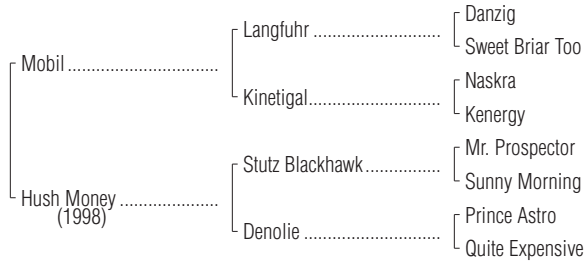 Mobil
Hush Money
(1998)
Langfuhr
Kinetigal
Stutz Blackhawk
Denolie
Danzig
Sweet Briar Too
Naskra
Kenergy
Mr. Prospector
Sunny Morning
Prince Astro
Quite Expensive